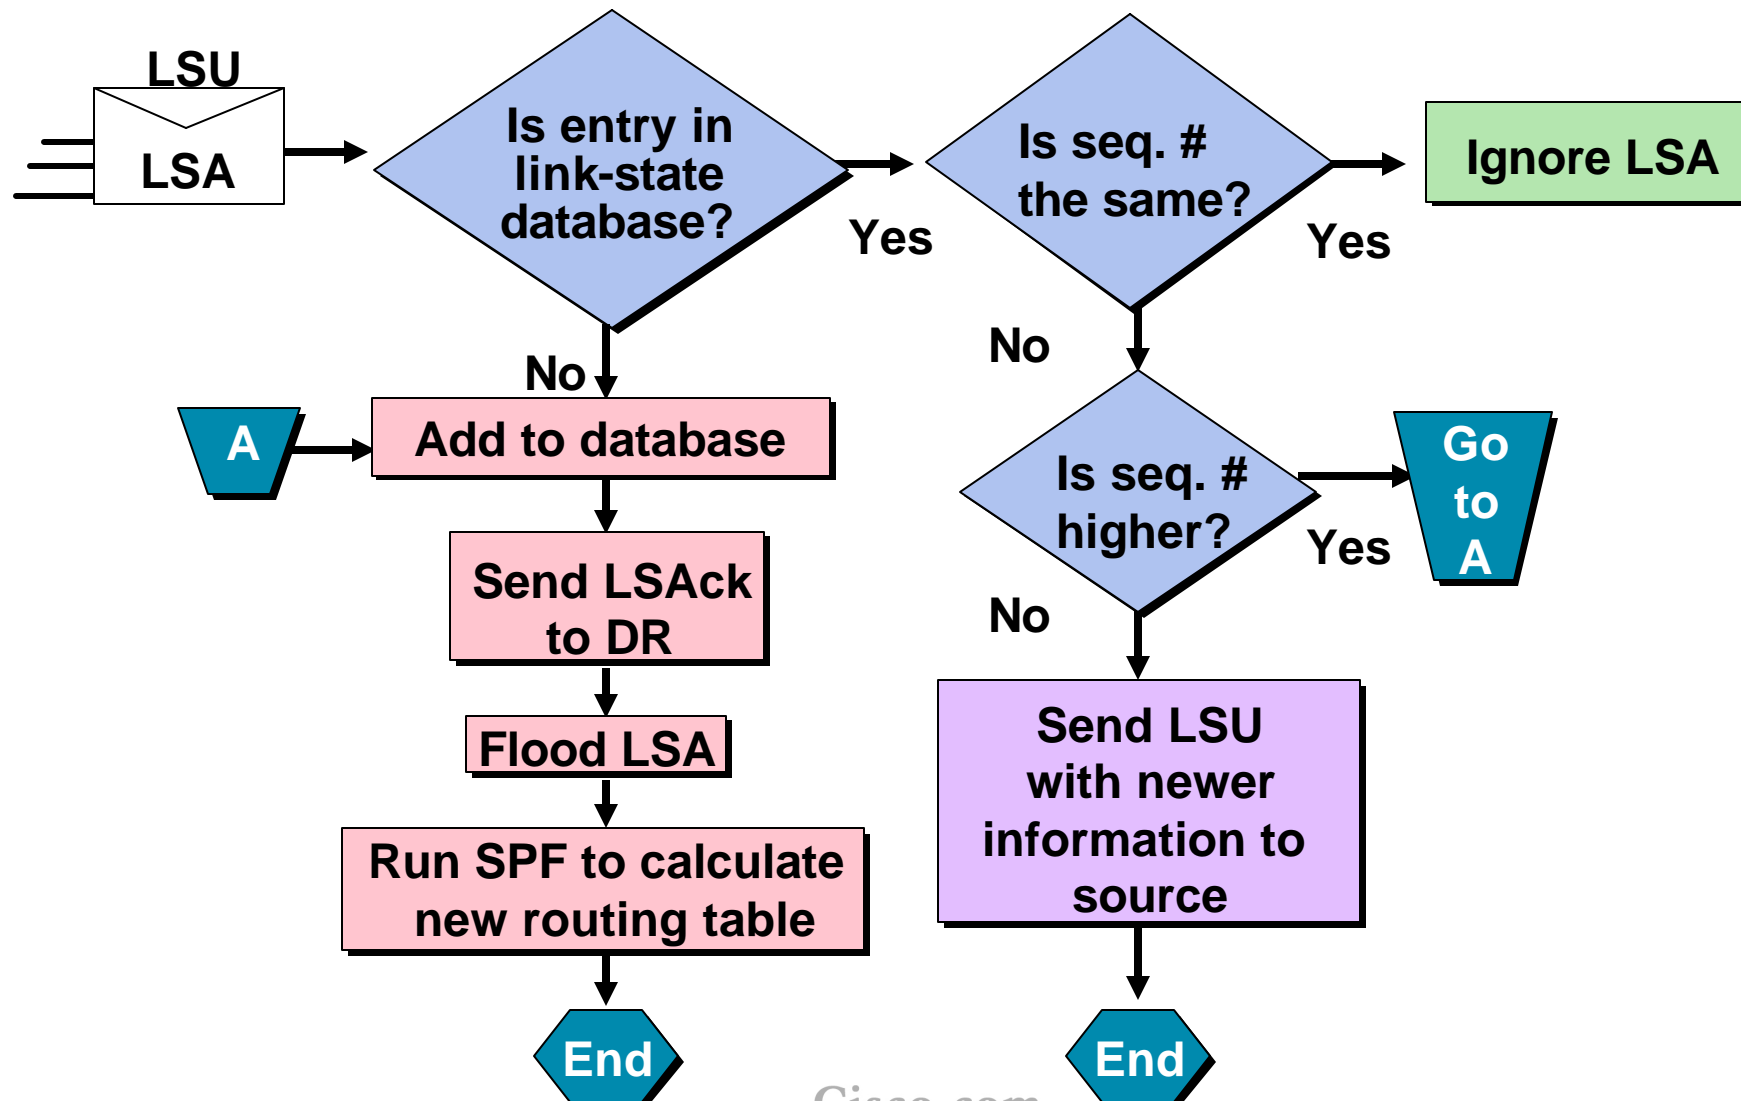 LSU
LSA
Is entry in
link-state
database?
Yes
Is seq. #
the same?
Yes
Ignore LSA
No
No
A
Add to database
Is seq. #
higher?
Yes
Go
to
A
Send LSAck
to DR
No
Flood LSA
Send LSU
with newer
information to
source
Run SPF to calculate
new routing table
End
End
Cisco.com